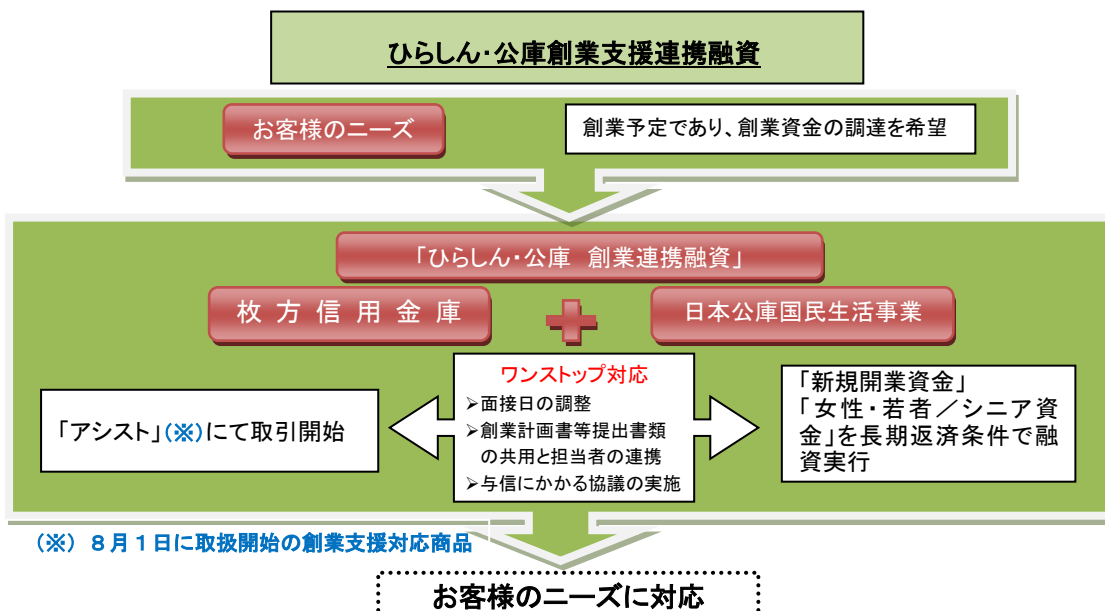 ひらしん・公庫創業支援連携融資
お客様のニーズ
創業予定であり、創業資金の調達を希望
「ひらしん・公庫 創業連携融資」
枚方信用金庫
日本公庫国民生活事業
「アシスト」(※)にて取引開始
ワンストップ対応
➢面接日の調整
➢創業計画書等提出書類
の共用と担当者の連携
➢与信にかかる協議の実施
「新規開業資金」
「女性・若者／シニア資
金」を長期返済条件で融
資実行
(※) ８月１日に取扱開始の創業支援対応商品
お客様のニーズに対応